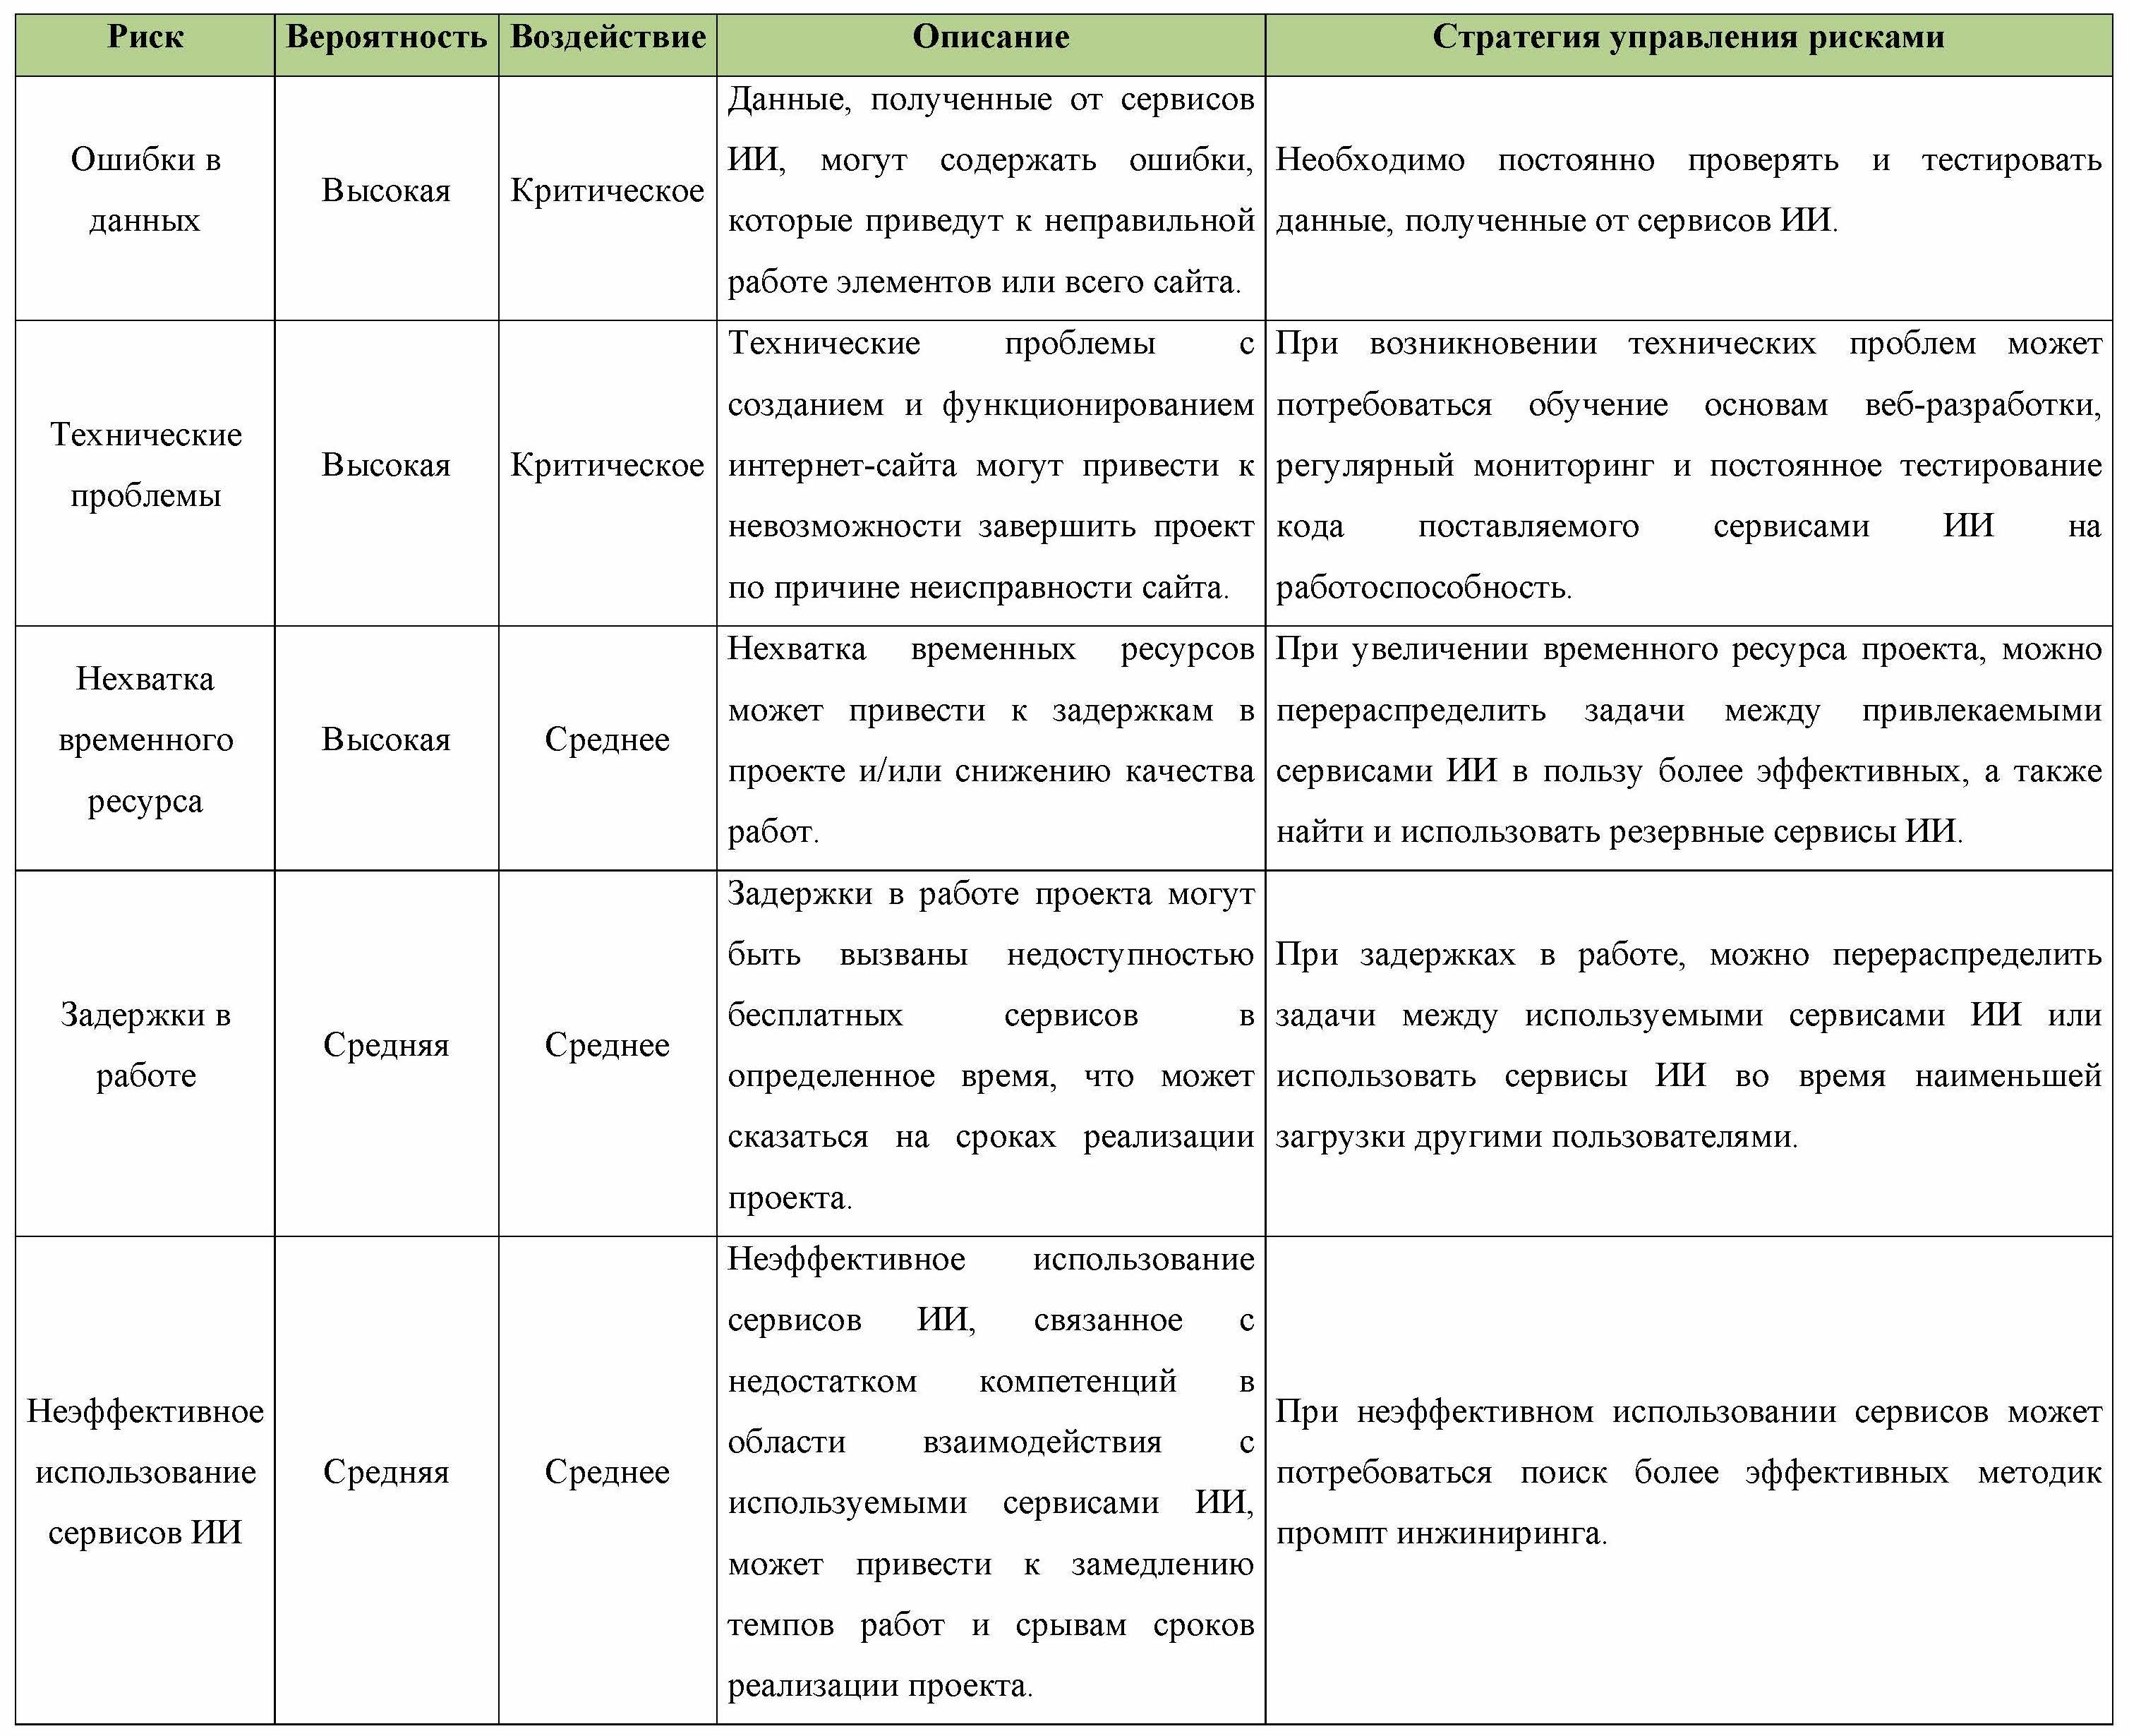 Риск Вероятность Воздействие Описание Стратегия управления рисками
Ошибки в
данных
Высокая
Критическое
Данные, полученные от сервисов
ИИ, могут содержать ошибки,
которые приведут к неправильной
работе элементов или всего сайта.
Необходимо постоянно проверять и тестировать
данные, полученные от сервисов ИИ.
Технические
проблемы
Высокая
Критическое
Технические проблемы с
созданием и функционированием
интернет-сайта могут привести к
невозможности завершить проект
по причине неисправности сайта.
При возникновении технических проблем может
потребоваться обучение основам веб-разработки,
регулярный мониторинг и постоянное тестирование
кода поставляемого сервисами ИИ на
работоспособность.
Нехватка
временного
ресурса
Высокая
Среднее
Нехватка временных ресурсов
может привести к задержкам в
проекте и/или снижению качества
работ.
При увеличении временного ресурса проекта, можно
перераспределить задачи между привлекаемыми
сервисами ИИ в пользу более эффективных, а также
найти и использовать резервные сервисы ИИ.
Задержки в
работе
Средняя
Среднее
Задержки в работе проекта могут
быть вызваны недоступностью
бесплатных сервисов в
определенное время, что может
сказаться на сроках реализации
проекта.
При задержках в работе, можно перераспределить
задачи между используемыми сервисами ИИ или
использовать сервисы ИИ во время наименьшей
загрузки другими пользователями.
Неэффективное
использование
сервисов ИИ
Средняя
Среднее
Неэффективное использование
сервисов ИИ, связанное с
недостатком компетенций в
области взаимодействия с
используемыми сервисами ИИ,
может привести к замедлению
темпов работ и срывам сроков
реализации проекта.
При неэффективном использовании сервисов может
потребоваться поиск более эффективных методик
промпт инжиниринга.